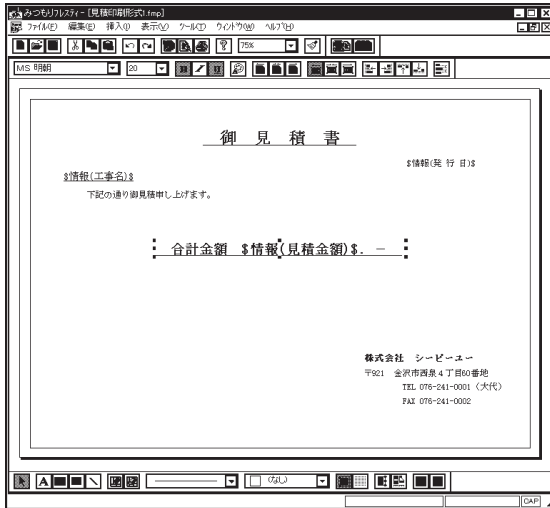 みつもりフレスティー - [見積印刷形式1.fmp]
ファイル(F) 編集(E) 挿入(I) 表示(V) ツール(T) ウィンドウ(W) ヘルプ(H)
75%
MS 明朝 20
御見積書
$情報(発行日)$
$情報(工事名)$
下記の通り御見積申し上げます。
合計金額 $情報(見積金額)$. −
株式会社 シーピーユー
〒921 金沢市西泉4丁目60番地
TEL 076-241-0001 (大代)
FAX 076-241-0002
(なし)
CAP